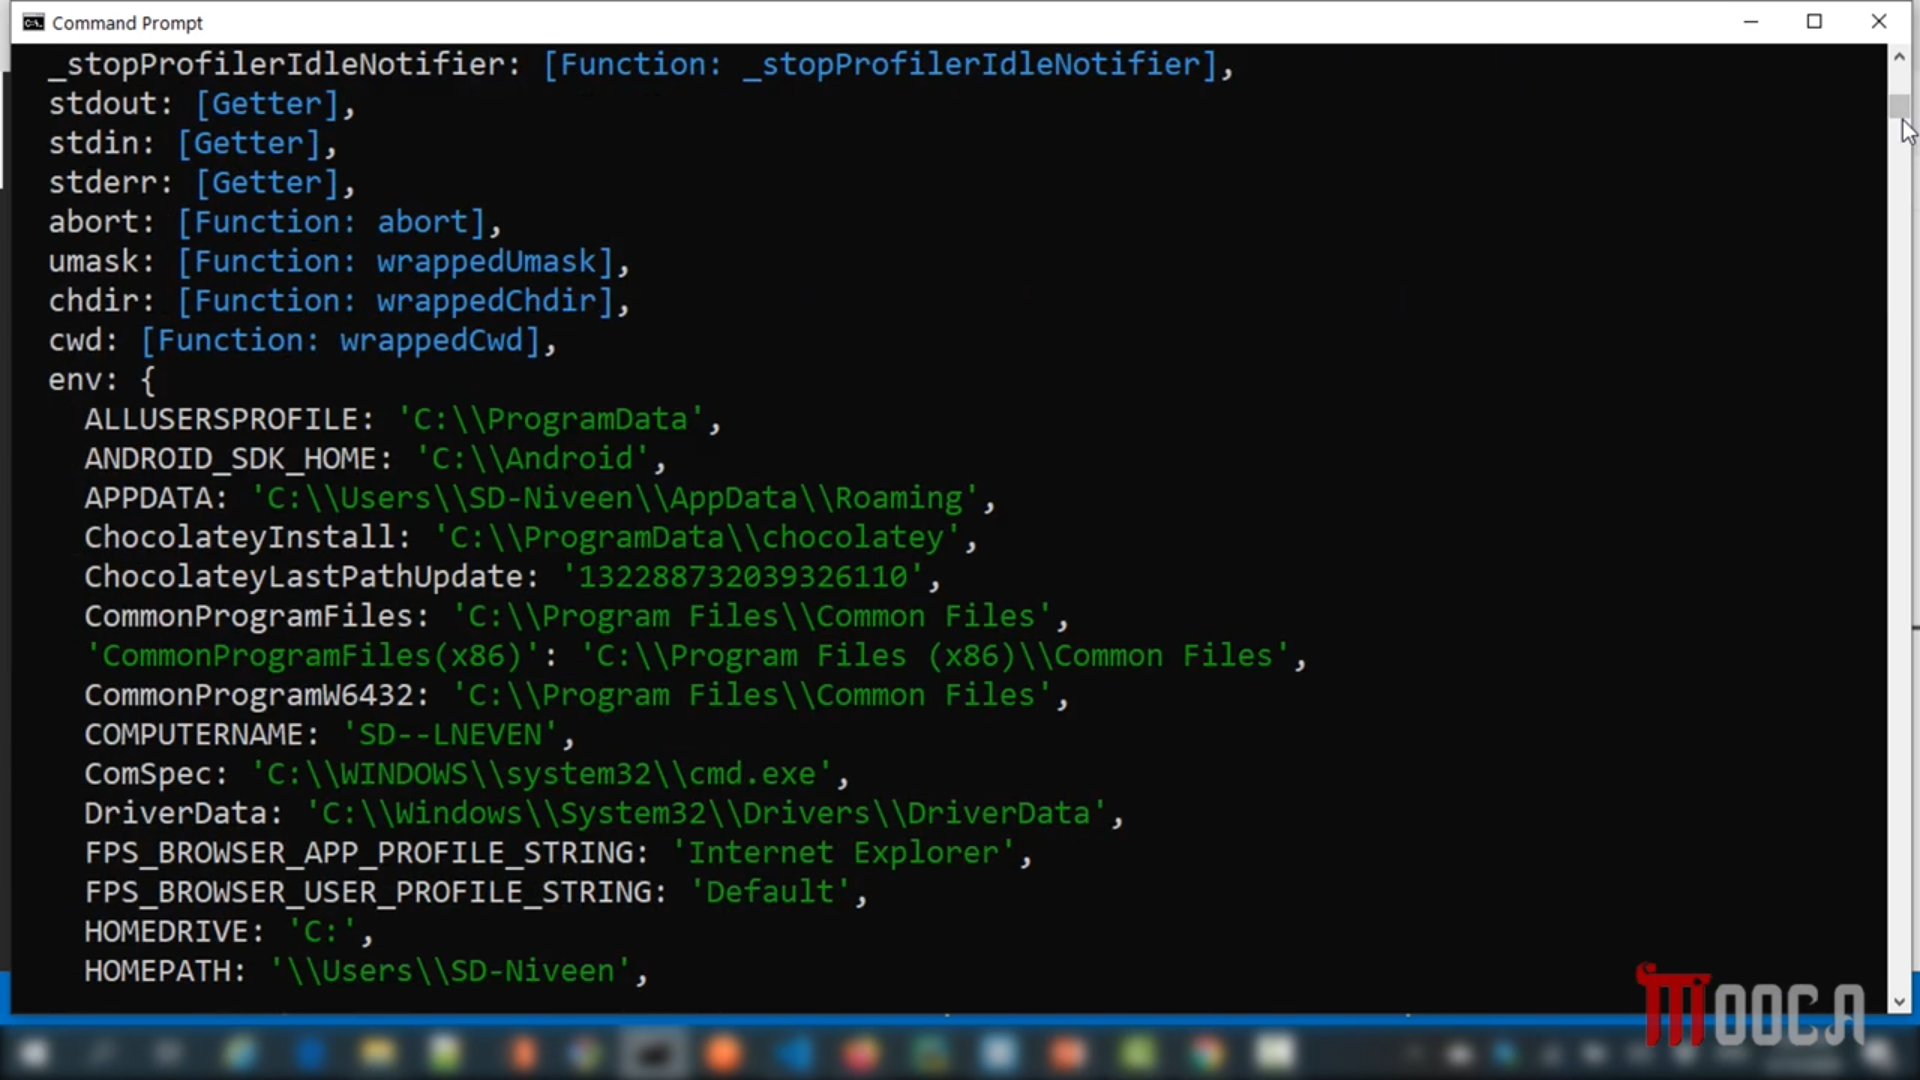 Command Prompt
_stopProfilerIdleNotifier: [Function: _stopProfilerIdleNotifier],
stdout: [Getter],
stdin: [Getter],
stderr: [Getter],
abort: [Function: abort],
umask: [Function: wrappedUmask],
chdir: [Function: wrappedChdir],
cwd: [Function: wrappedCwd],
env: {
ALLUSERSPROFILE: 'C:\\ProgramData',
ANDROID_SDK_HOME: 'C:\\Android',
APPDATA: 'C:\\Users\\SD-Niveen\\AppData\\Roaming',
ChocolateyInstall: 'C:\\ProgramData\\chocolatey',
ChocolateyLastPathUpdate: '132288732039326110',
CommonProgramFiles: 'C:\\Program Files\\Common Files',
'CommonProgramFiles(x86)': 'C:\\Program Files (x86)\\Common Files',
CommonProgramW6432: 'C:\\Program Files\\Common Files',
COMPUTERNAME: 'SD--LNEVEN',
ComSpec: 'C:\\WINDOWS\\system32\\cmd.exe',
DriverData: 'C:\\Windows\\System32\\Drivers\\DriverData',
FPS_BROWSER_APP_PROFILE_STRING: 'Internet Explorer',
FPS_BROWSER_USER_PROFILE_STRING: 'Default',
HOMEDRIVE: 'C:',
HOMEPATH: '\\Users\\SD-Niveen',
MOOCA